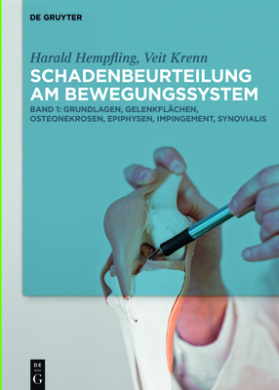 DE GRUYTER
Harald Hempfling, Veit Krenn
SCHADENBEURTEILUNG
AM BEWEGUNGSSYSTEM
BAND 1: GRUNDLAGEN, GELENKFLÄCHEN,
OSTEONEKROSEN, EPIPHYSEN, IMPINGEMENT, SYNOVIALIS
DE
G